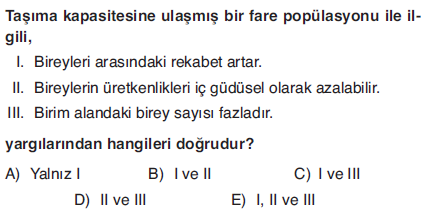 Taşıma kapasitesine ulaşmış bir fare popülasyonu ile il-
gili,
I. Bireyleri arasındaki rekabet artar.
II. Bireylerin üretkenlikleri iç güdüsel olarak azalabilir.
III. Birim alandaki birey sayısı fazladır.
yargılarından hangileri doğrudur?
A) Yalnız I B) I ve II C) I ve III
D) II ve III E) I, II ve III